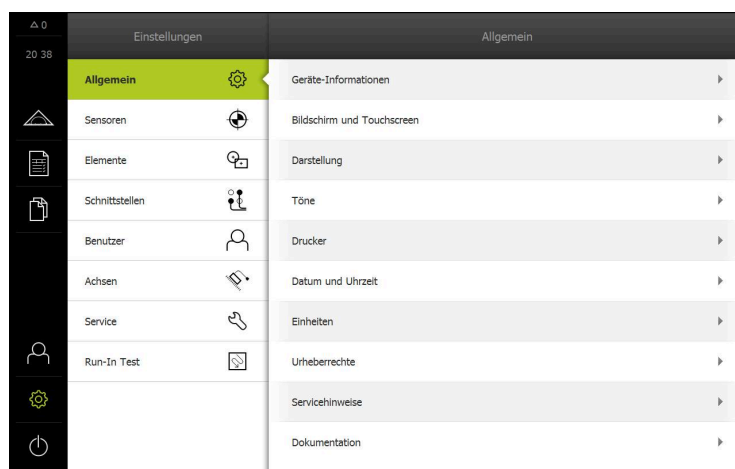 △ 0
20 38
Einstellungen
Allgemein
Allgemein
Sensoren
Elemente
Schnittstellen
Benutzer
Achsen
Service
Run-In Test
Geräte-Informationen
Bildschirm und Touchscreen
Darstellung
Töne
Drucker
Datum und Uhrzeit
Einheiten
Urheberrechte
Servicehinweise
Dokumentation